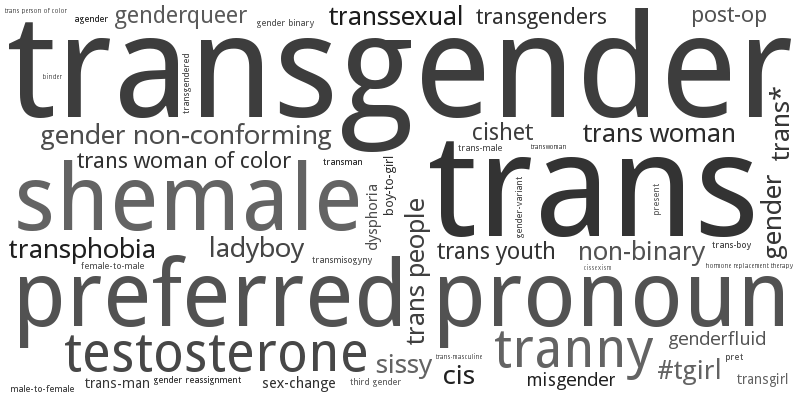 trans person of color
agender
genderqueer
gender binary
transsexual
transgenders
post-op
transgender
binder
transgendered
trans*
gender non-conforming
cishet
trans woman
trans-male
transwoman
trans woman of color
transman
boy-to-girl
trans
shemale
dysphoria
gender-variant
present
gender
trans people
transphobia
ladyboy
trans youth
non-binary
trans-boy
female-to-male
transmisogyny
cissexism
hormone replacement therapy
preferred pronoun
testosterone
tranny
genderfluid
sissy
trans-masculine
pret
cis
misgender
#tgirl
transgirl
male-to-female
trans-man
gender reassignment
sex-change
third gender